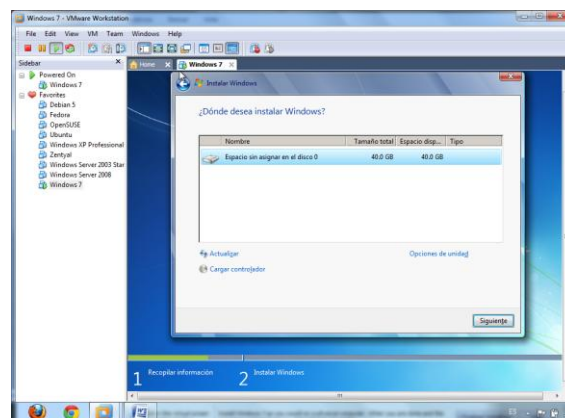 Windows 7 - VMware Workstation
File Edit View VM Team Windows Help
Sidebar
Powered On
Windows 7
Favorites
Debian 5
Fedora
OpenSUSE
Ubuntu
Windows XP Professional
Zentyal
Windows Server 2003 Stan
Windows Server 2008
Windows 7
Home
Windows 7
Instalar Windows
¿Dónde desea instalar Windows?
Nombre Tamaño total Espacio disp... Tipo
Espacio sin asignar en el disco 0 40.0 GB 40.0 GB
Actualizar Opciones de unidad
Cargar controlador
Siguiente
1 Recopilar información 2 Instalar Windows